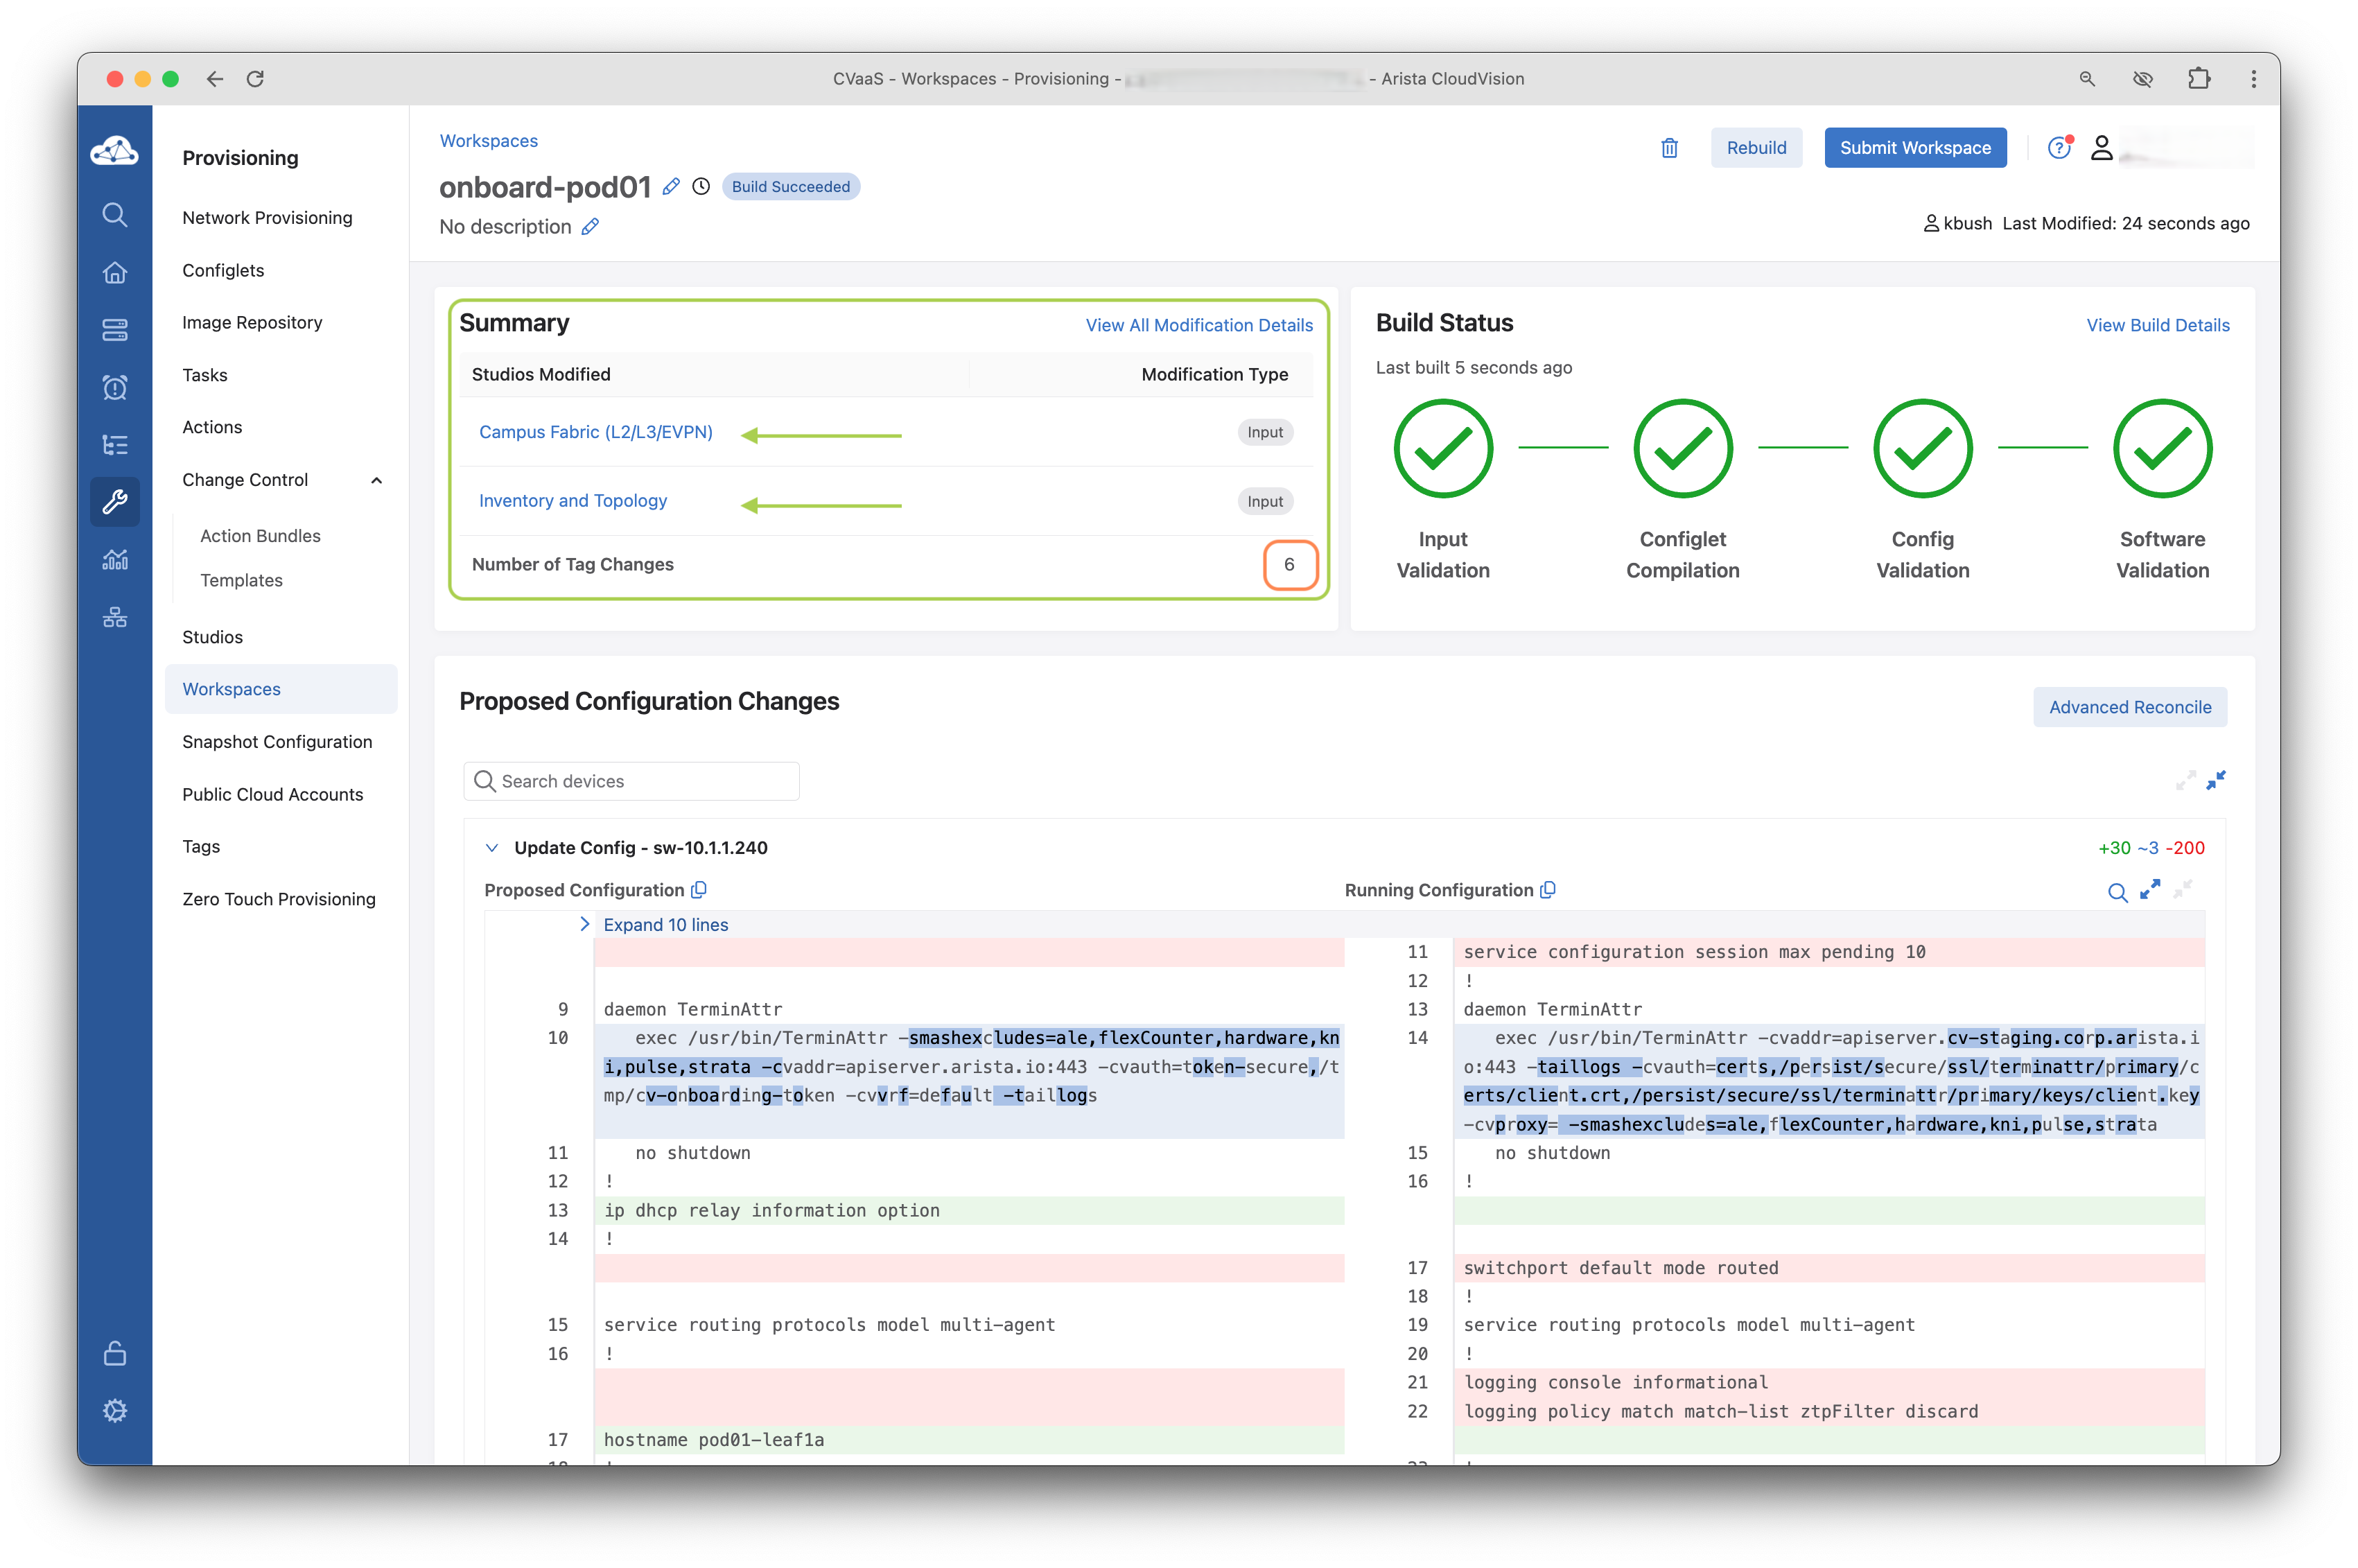 CVaaS - Workspaces - Provisioning - - Arista CloudVision
Provisioning
Network Provisioning
Configlets
Image Repository
Tasks
Actions
Change Control
Action Bundles
Templates
Studios
Workspaces
Snapshot Configuration
Public Cloud Accounts
Tags
Zero Touch Provisioning
Workspaces
onboard-pod01 Build Succeeded
No description
Rebuild
Submit Workspace
kbush Last Modified: 24 seconds ago
Summary
View All Modification Details
Studios Modified Modification Type
Campus Fabric (L2/L3/EVPN) Input
Inventory and Topology Input
Number of Tag Changes 6
Build Status
View Build Details
Last built 5 seconds ago
Input
Validation
Configlet
Compilation
Config
Validation
Software
Validation
Proposed Configuration Changes
Advanced Reconcile
Search devices
Update Config - sw-10.1.1.240
+30 ~3 -200
Proposed Configuration
Expand 10 lines
9 daemon TerminAttr
10 exec /usr/bin/TerminAttr -smashexcludes=ale,flexCounter,hardware,kn
i,pulse,strata -cvaddr=apiserver.arista.io:443 -cvauth=token-secure,/t
mp/cv-onboarding-token -cvvrf=default -taillogs
11 no shutdown
12 !
13 ip dhcp relay information option
14 !
15 service routing protocols model multi-agent
16 !
17 hostname pod01-leaf1a
Running Configuration
11 service configuration session max pending 10
12 !
13 daemon TerminAttr
14 exec /usr/bin/TerminAttr -cvaddr=apiserver.cv-staging.corp.arista.i
o:443 -taillogs -cvauth=certs,/persist/secure/ssl/terminattr/primary/c
erts/client.crt,/persist/secure/ssl/terminattr/primary/keys/client.key
-cvproxy= -smashexcludes=ale,flexCounter,hardware,kni,pulse,strata
15 no shutdown
16 !
17 switchport default mode routed
18 !
19 service routing protocols model multi-agent
20 !
21 logging console informational
22 logging policy match match-list ztpFilter discard